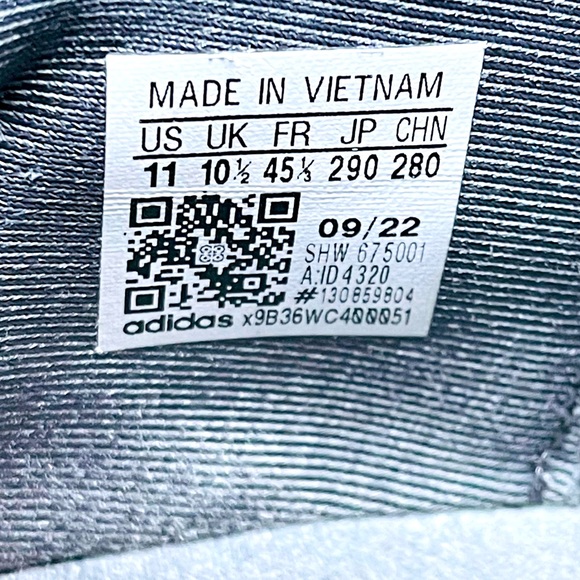 MADE IN VIETNAM
US UK FR JP CHN
11 10½ 45⅓ 290 280
09/22
SHW 675001
A:ID4320
#130859804
adidas x9B36WC400051